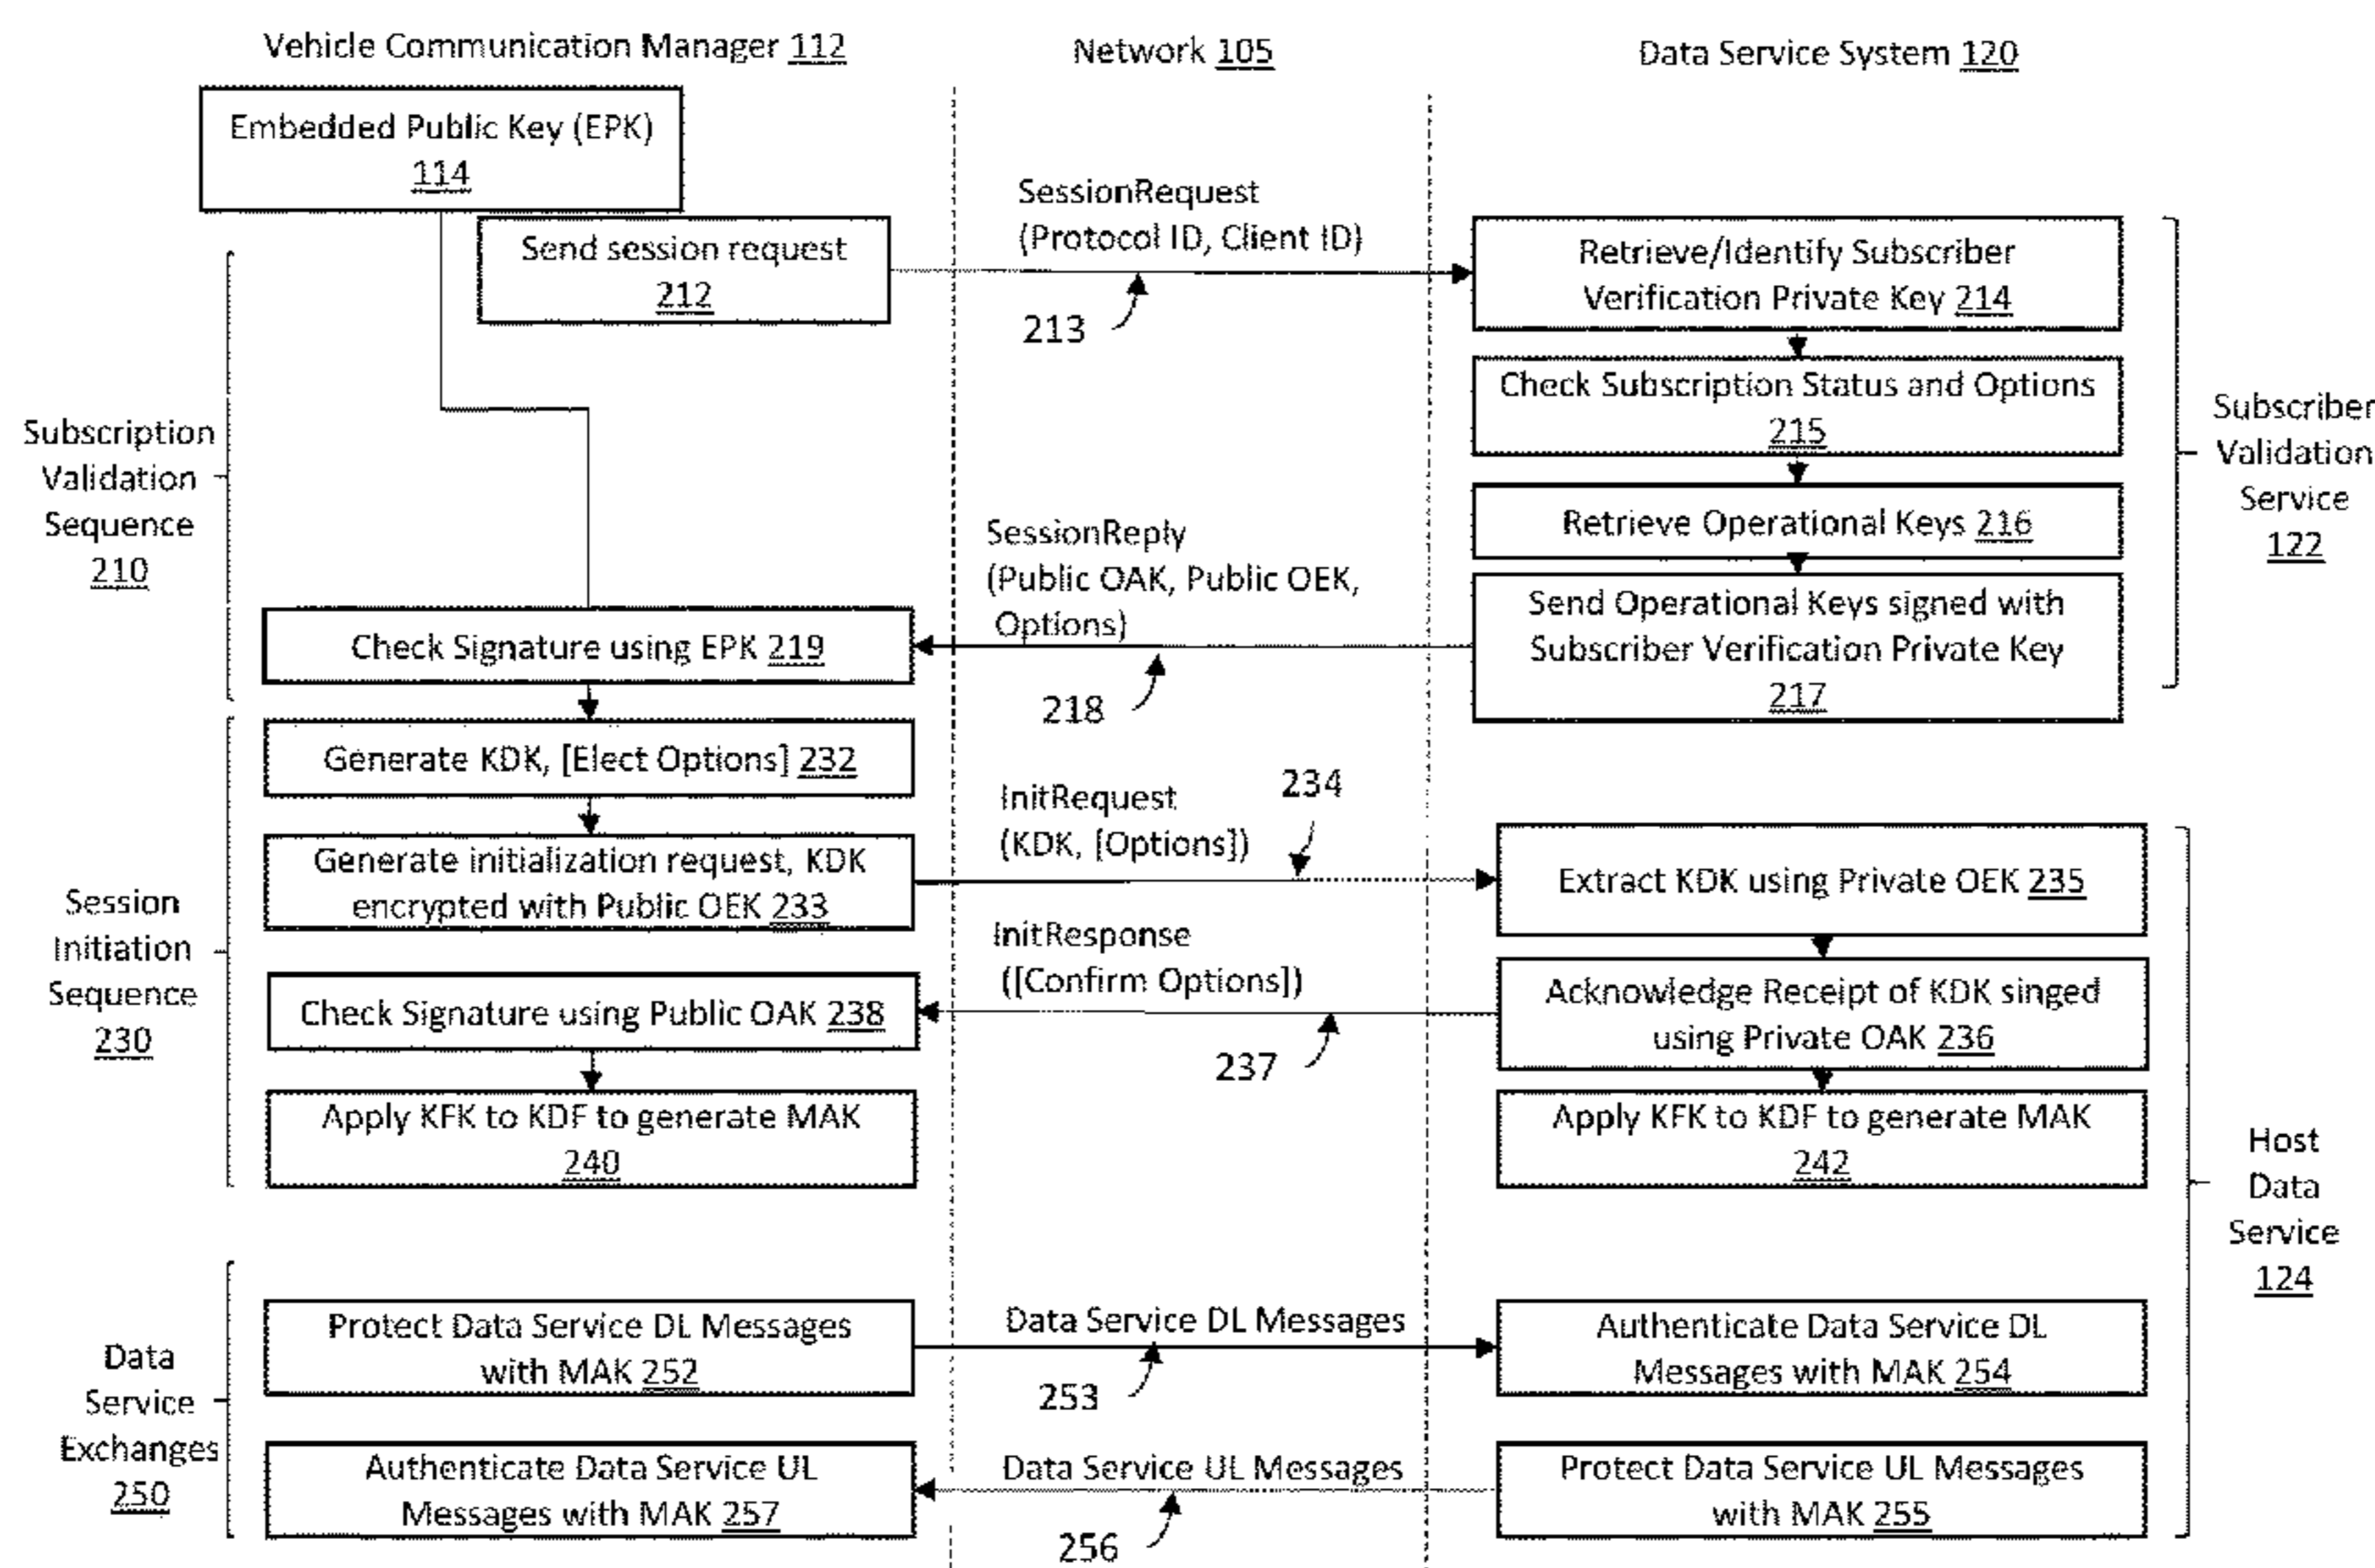 Vehicle Communication Manager 112
Network 105
Data Service System 120
Embedded Public Key (EPK)
114
Send session request
212
SessionRequest
(Protocol ID, Client ID)
213
Retrieve/Identify Subscriber
Verification Private Key 214
Check Subscription Status and Options
215
Retrieve Operational Keys 216
Send Operational Keys signed with
Subscriber Verification Private Key
217
Subscriber
Validation
Service
122
Subscription
Validation
Sequence
210
SessionReply
(Public OAK, Public OEK,
Options)
218
Check Signature using EPK 219
Generate KDK, [Elect Options] 232
Generate initialization request, KDK
encrypted with Public OEK 233
InitRequest
(KDK, [Options])
234
Extract KDK using Private OEK 235
Session
Initiation
Sequence
230
InitResponse
([Confirm Options])
237
Acknowledge Receipt of KDK singed
using Private OAK 236
Check Signature using Public OAK 238
Apply KFK to KDF to generate MAK
240
Apply KFK to KDF to generate MAK
242
Host
Data
Service
124
Data
Service
Exchanges
250
Protect Data Service DL Messages
with MAK 252
Data Service DL Messages
253
Authenticate Data Service DL
Messages with MAK 254
Authenticate Data Service UL
Messages with MAK 257
Data Service UL Messages
256
Protect Data Service UL Messages
with MAK 255